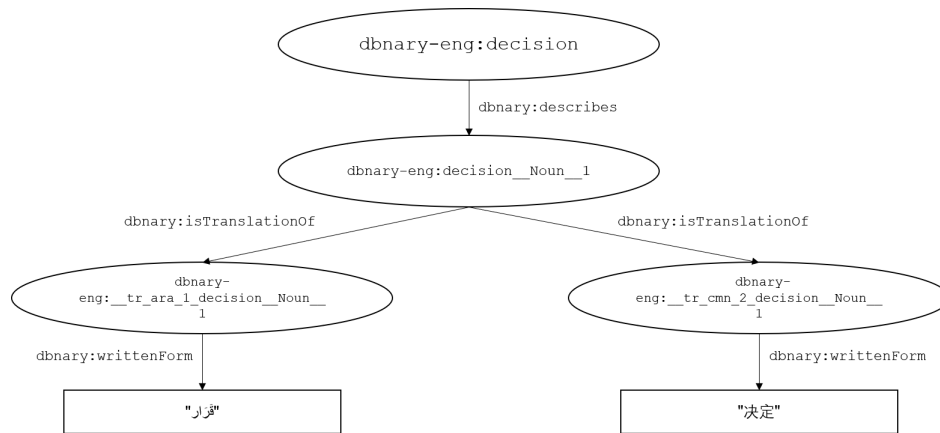 dbnary-eng:decision
dbnary:describes
dbnary-eng:decision__Noun__1
dbnary:isTranslationOf
dbnary:isTranslationOf
dbnary-
eng:__tr_ara_1_decision__Noun__
1
dbnary-
eng:__tr_cmn_2_decision__Noun__
1
dbnary:writtenForm
dbnary:writtenForm
"قَرَار"
"决定"